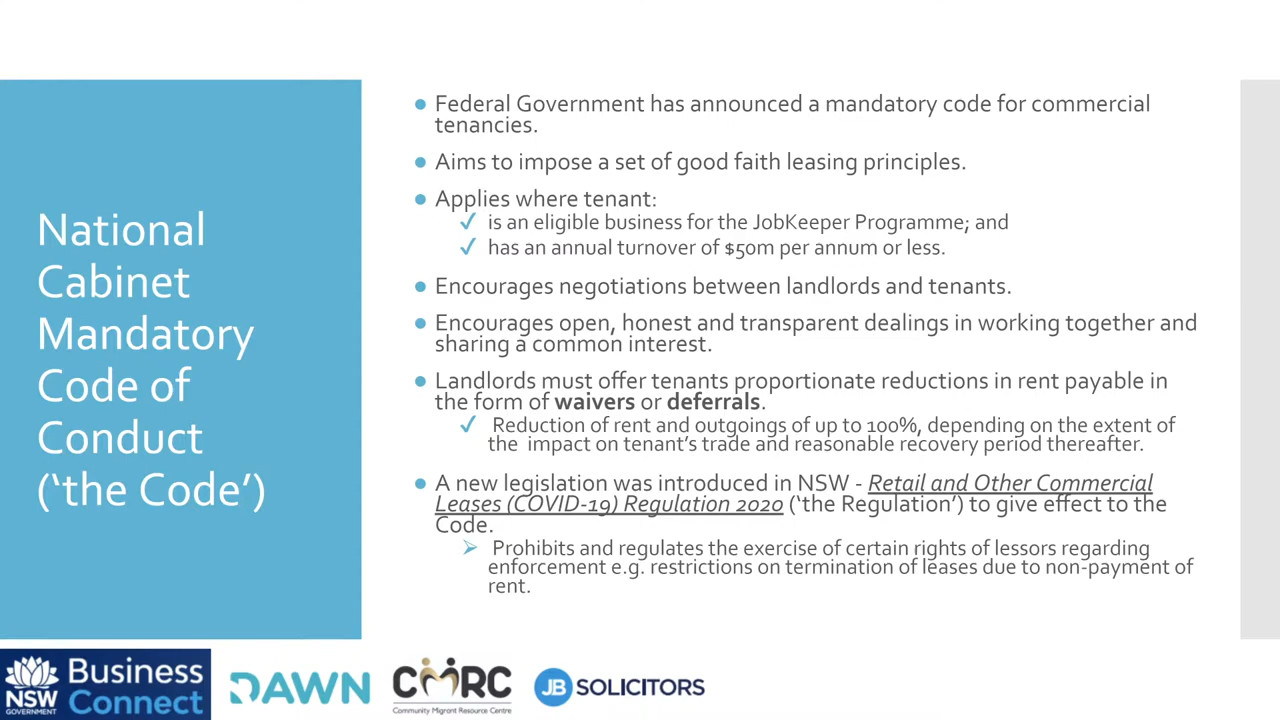 National
Cabinet
Mandatory
Code of
Conduct
(‘the Code’)
● Federal Government has announced a mandatory code for commercial
tenancies.
● Aims to impose a set of good faith leasing principles.
● Applies where tenant:
✓ is an eligible business for the JobKeeper Programme; and
✓ has an annual turnover of $50m per annum or less.
● Encourages negotiations between landlords and tenants.
● Encourages open, honest and transparent dealings in working together and
sharing a common interest.
● Landlords must offer tenants proportionate reductions in rent payable in
the form of waivers or deferrals.
✓ Reduction of rent and outgoings of up to 100%, depending on the extent of
the impact on tenant’s trade and reasonable recovery period thereafter.
● A new legislation was introduced in NSW - Retail and Other Commercial
Leases (COVID-19) Regulation 2020 (‘the Regulation’) to give effect to the
Code.
➢ Prohibits and regulates the exercise of certain rights of lessors regarding
enforcement e.g. restrictions on termination of leases due to non-payment of
rent.
NSW
GOVERNMENT
Business
Connect
DAWN
CMRC
Community Migrant Resource Centre
JB SOLICITORS